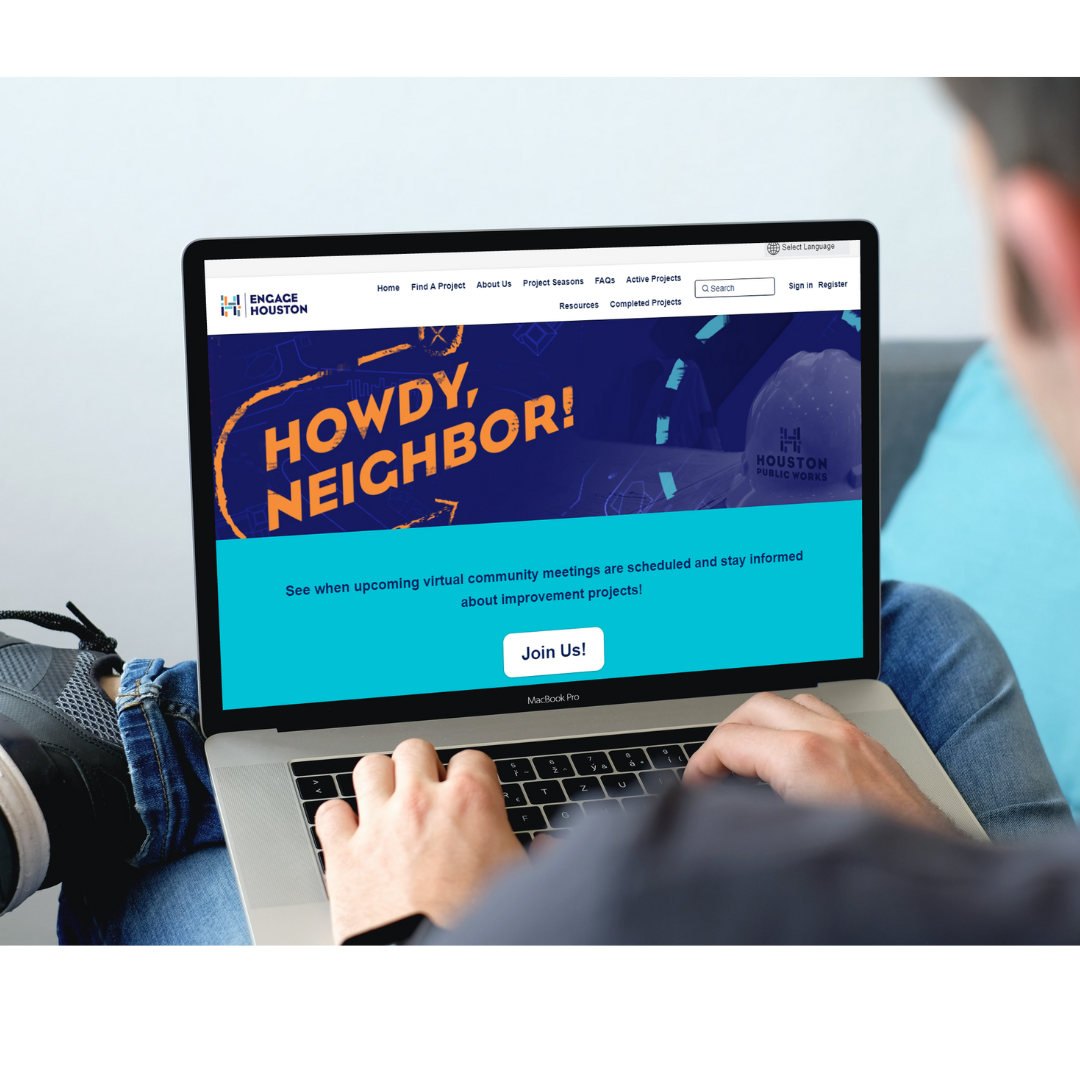 Select Language
ENGAGE
HOUSTON
Home Find A Project About Us Project Seasons FAQs Active Projects
Resources Completed Projects
Search
Sign in Register
HOWDY,
NEIGHBOR!
HOUSTON
PUBLIC WORKS
See when upcoming virtual community meetings are scheduled and stay informed
about improvement projects!
Join Us!
MacBook Pro
R T Z U
F G